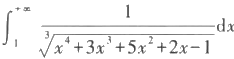 ∫₁^{+∞} 1/∛(x⁴+3x³+5x²+2x−1) dx